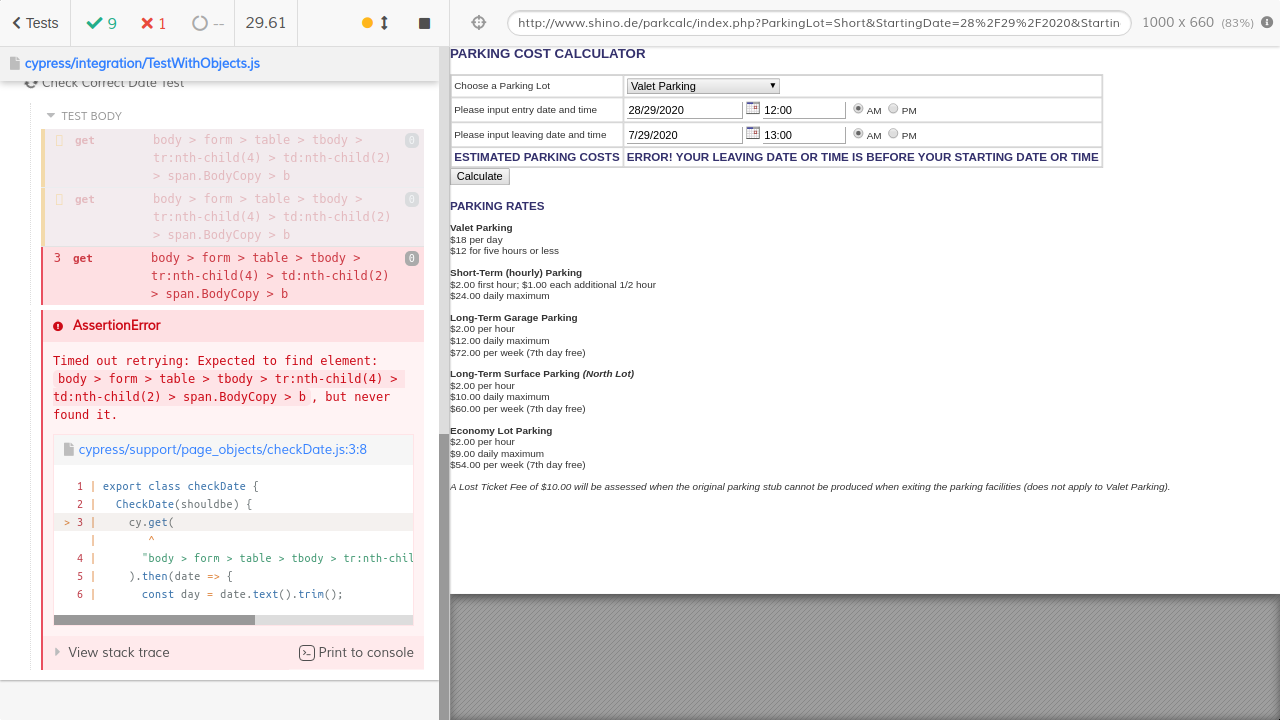 Tests
9
1
--
29.61
http://www.shino.de/parkcalc/index.php?ParkingLot=Short&StartingDate=28%2F29%2F2020&Startin
1000 x 660 (83%)
cypress/integration/TestWithObjects.js
Check Correct Date Test
TEST BODY
get body > form > table > tbody > 0
tr:nth-child(4) > td:nth-child(2)
> span.BodyCopy > b
get body > form > table > tbody > 0
tr:nth-child(4) > td:nth-child(2)
> span.BodyCopy > b
3 get body > form > table > tbody > 0
tr:nth-child(4) > td:nth-child(2)
> span.BodyCopy > b
AssertionError
Timed out retrying: Expected to find element:
body > form > table > tbody > tr:nth-child(4) >
td:nth-child(2) > span.BodyCopy > b , but never
found it.
cypress/support/page_objects/checkDate.js:3:8
1 | export class checkDate {
2 | CheckDate(shouldbe) {
> 3 | cy.get(
| ^
4 | "body > form > table > tbody > tr:nth-chil
5 | ).then(date => {
6 | const day = date.text().trim();
View stack trace
Print to console
PARKING COST CALCULATOR
Choose a Parking Lot Valet Parking
Please input entry date and time 28/29/2020 12:00 AM PM
Please input leaving date and time 7/29/2020 13:00 AM PM
ESTIMATED PARKING COSTS ERROR! YOUR LEAVING DATE OR TIME IS BEFORE YOUR STARTING DATE OR TIME
Calculate
PARKING RATES
Valet Parking
$18 per day
$12 for five hours or less
Short-Term (hourly) Parking
$2.00 first hour; $1.00 each additional 1/2 hour
$24.00 daily maximum
Long-Term Garage Parking
$2.00 per hour
$12.00 daily maximum
$72.00 per week (7th day free)
Long-Term Surface Parking (North Lot)
$2.00 per hour
$10.00 daily maximum
$60.00 per week (7th day free)
Economy Lot Parking
$2.00 per hour
$9.00 daily maximum
$54.00 per week (7th day free)
A Lost Ticket Fee of $10.00 will be assessed when the original parking stub cannot be produced when exiting the parking facilities (does not apply to Valet Parking).